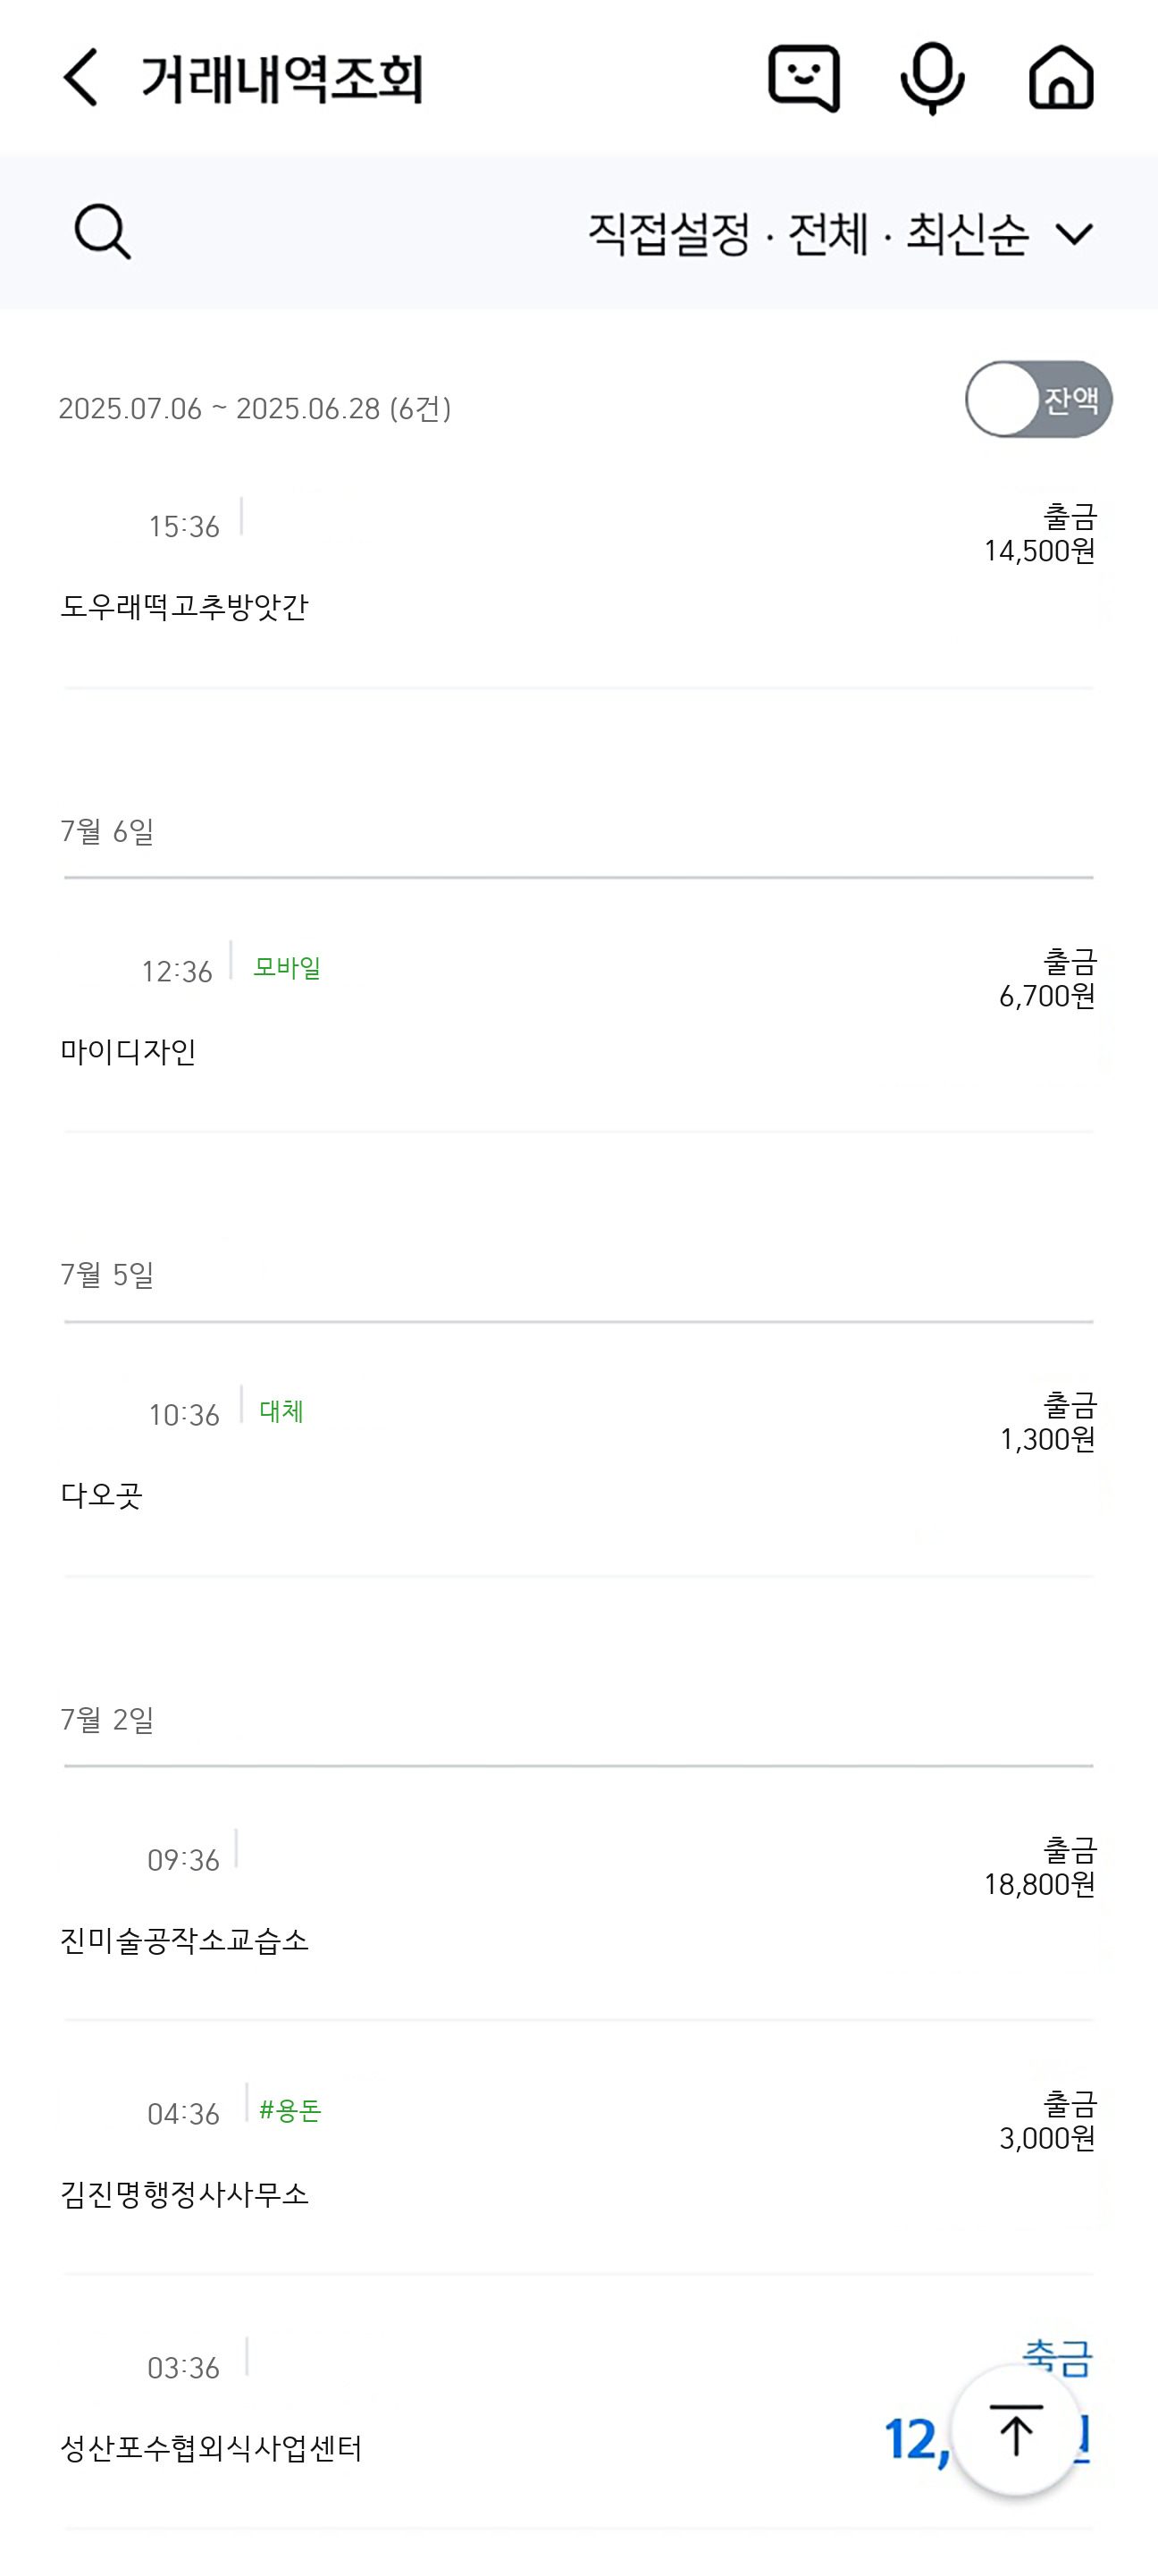 거래내역조회
직접설정 · 전체 · 최신순
2025.07.06 ~ 2025.06.28 (6건)
잔액
15:36
출금
14,500원
도우래떡고추방앗간
7월 6일
12:36 모바일
출금
6,700원
마이디자인
7월 5일
10:36 대체
출금
1,300원
다오곳
7월 2일
09:36
출금
18,800원
진미술공작소교습소
04:36 #용돈
출금
3,000원
김진명행정사사무소
03:36
성산포수협외식사업센터
12,